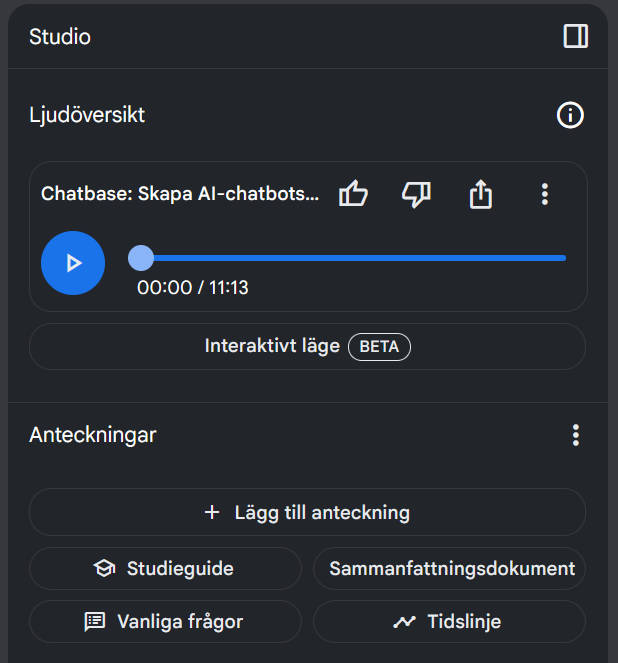 Studio
Ljudöversikt
Chatbase: Skapa AI-chatbots...
00:00 / 11:13
Interaktivt läge BETA
Anteckningar
+ Lägg till anteckning
Studieguide
Sammanfattningsdokument
Vanliga frågor
Tidslinje